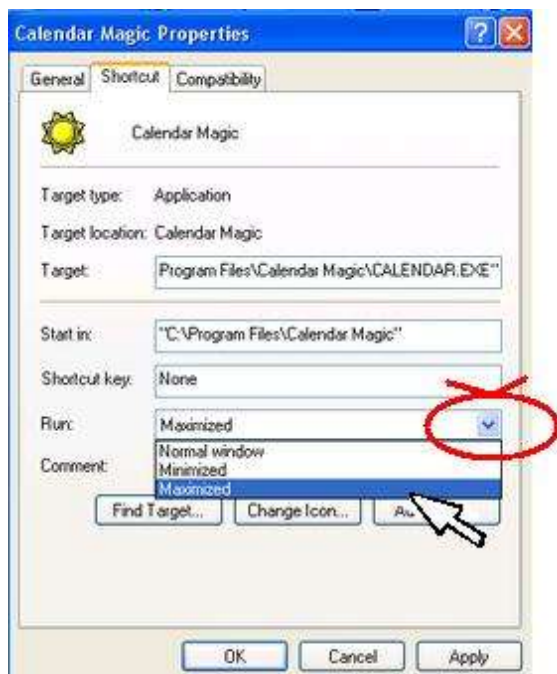 Calendar Magic Properties
General Shortcut Compatibility
Calendar Magic
Target type: Application
Target location: Calendar Magic
Target: Program Files\Calendar Magic\CALENDAR.EXE"
Start in: "C:\Program Files\Calendar Magic"
Shortcut key: None
Run: Maximized
Normal window
Comment: Minimized
Maximized
Find Target... Change Icon...
OK Cancel Apply